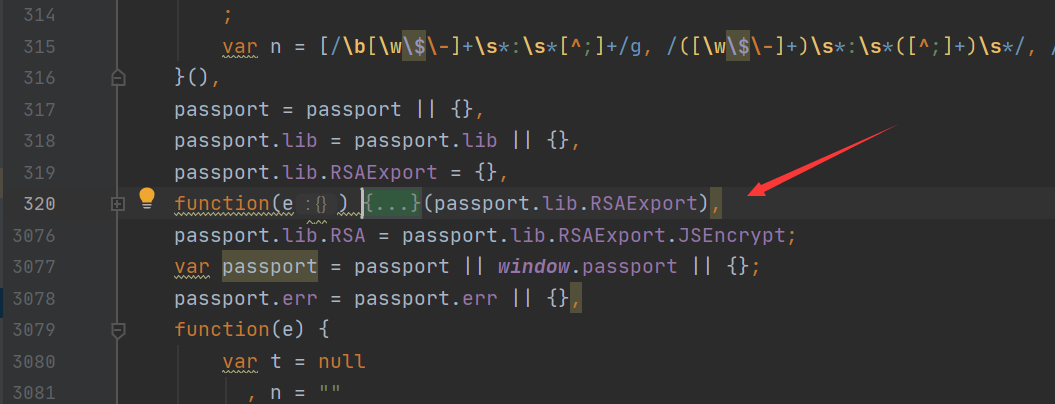 314 ;
315 var n = [/\b[\w\$\-]+\s*:\s*[^;]+/g, /([\w\$\-]+)\s*:\s*([^;]+)\s*/, /
316 }(),
317 passport = passport || {},
318 passport.lib = passport.lib || {},
319 passport.lib.RSAExport = {},
320 function(e : {} ) {...}(passport.lib.RSAExport),
3076 passport.lib.RSA = passport.lib.RSAExport.JSEncrypt;
3077 var passport = passport || window.passport || {};
3078 passport.err = passport.err || {},
3079 function(e) {
3080 var t = null
3081 , n = ""